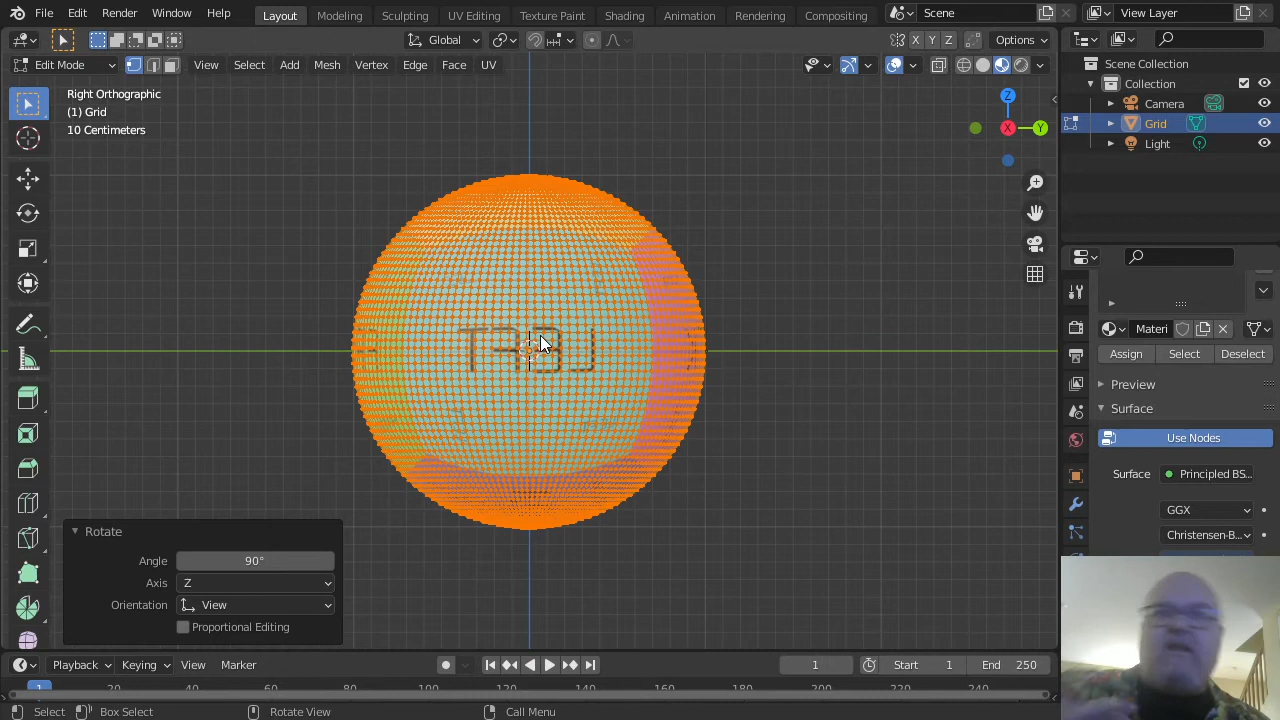 File Edit Render Window Help Layout Modeling Sculpting UV Editing Texture Paint Shading Animation Rendering Compositing Scene View Layer
Global Options
Edit Mode View Select Add Mesh Vertex Edge Face UV
X Y Z
Right Orthographic
(1) Grid
10 Centimeters
Z
X Y
Scene Collection
Collection
Camera
Grid
Light
Materi
Assign Select Deselect
Preview
Surface
Use Nodes
Surface Principled BS...
GGX
Christensen-B...
Rotate
Angle 90°
Axis Z
Orientation View
Proportional Editing
Playback Keying View Marker 1 Start 1 End 250
1 20 80 100 120 140 160 180 200 220 240
Select Box Select Rotate View Call Menu